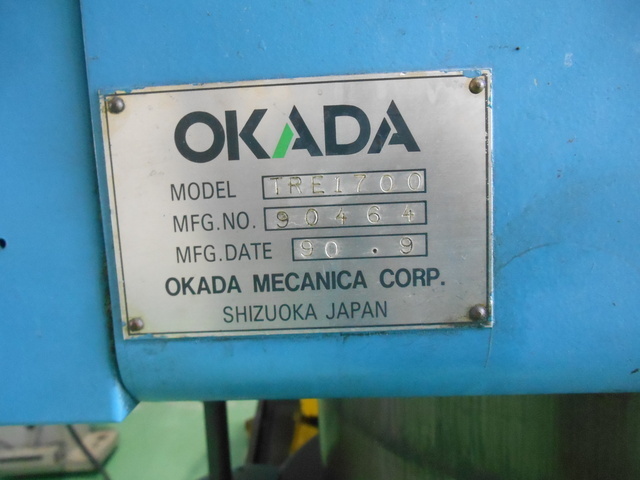 OKADA
MODEL TRE1700
MFG.NO. 90464
MFG.DATE 90.9
OKADA MECANICA CORP.
SHIZUOKA JAPAN